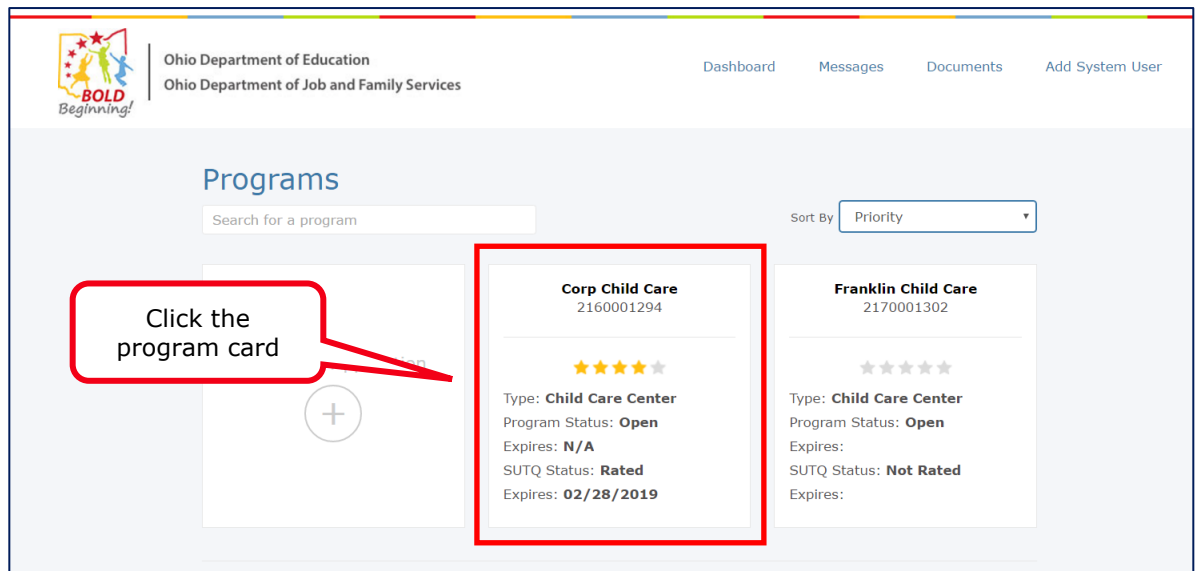 BOLD
Beginning!
Ohio Department of Education
Ohio Department of Job and Family Services
Dashboard Messages Documents Add System User
Programs
Search for a program
Sort By Priority
Click the
program card
Corp Child Care
2160001294
Type: Child Care Center
Program Status: Open
Expires: N/A
SUTQ Status: Rated
Expires: 02/28/2019
Franklin Child Care
2170001302
Type: Child Care Center
Program Status: Open
Expires:
SUTQ Status: Not Rated
Expires: